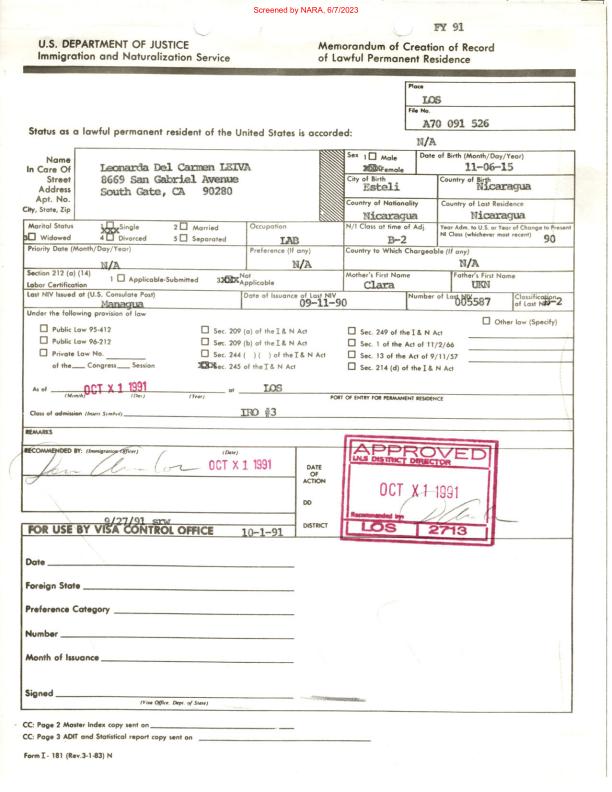 Screened by NARA, 6/7/2023
FY 91
U.S. DEPARTMENT OF JUSTICE
Immigration and Naturalization Service
Memorandum of Creation of Record
of Lawful Permanent Residence
Place
LOS
File No.
A70 091 526
Status as a lawful permanent resident of the United States is accorded:
N/A
Name
In Care Of
Street
Address
Apt. No.
City, State, Zip
Leonarda Del Carmen LEIVA
8669 San Gabriel Avenue
South Gate, CA 90280
Sex 1 Male
XXX Female
Date of Birth (Month/Day/Year)
11-06-15
City of Birth
Esteli
Country of Birth
Nicaragua
Country of Nationality
Nicaragua
Country of Last Residence
Nicaragua
Marital Status
1 Single 2 Married
Widowed 4 Divorced 5 Separated
Occupation
LAB
N/I Class at time of Adj.
B-2
Year Adm. to U.S. or Year of Change to Present
NI Class (whichever most recent) 90
Priority Date (Month/Day/Year)
N/A
Preference (If any)
N/A
Country to Which Chargeable (If any)
N/A
Section 212 (a) (14)
Labor Certification
1 Applicable-Submitted
3XXX Not Applicable
Mother's First Name
Clara
Father's First Name
UKN
Last NIV Issued at (U.S. Consulate Post)
Managua
Date of Issuance of Last NIV
09-11-90
Number of Last NIV
005587
Classification
of Last NIV
-2
Under the following provision of law
Public Law 95-412
Public Law 96-212
Private Law No.
of the Congress Session
Sec. 209 (a) of the I & N Act
Sec. 209 (b) of the I & N Act
Sec. 244 ( ) ( ) of the I & N Act
XXX Sec. 245 of the I & N Act
Sec. 249 of the I & N Act
Sec. 1 of the Act of 11/2/66
Sec. 13 of the Act of 9/11/57
Sec. 214 (d) of the I & N Act
Other law (Specify)
As of OCT X 1 1991 at LOS
(Month) (Day) (Year) PORT OF ENTRY FOR PERMANENT RESIDENCE
Class of admission (Insert Symbol) IRO #3
REMARKS
RECOMMENDED BY: (Immigration Officer) (Date)
OCT X 1 1991
DATE
OF
ACTION
DD
DISTRICT
APPROVED
I.N.S DISTRICT DIRECTOR
OCT X 1 1991
Recommended by:
LOS 2713
9/27/91 srw
FOR USE BY VISA CONTROL OFFICE 10-1-91
Date
Foreign State
Preference Category
Number
Month of Issuance
Signed
(Visa Office, Dept. of State)
CC: Page 2 Master Index copy sent on
CC: Page 3 ADIT and Statistical report copy sent on
Form I - 181 (Rev.3-1-83) N